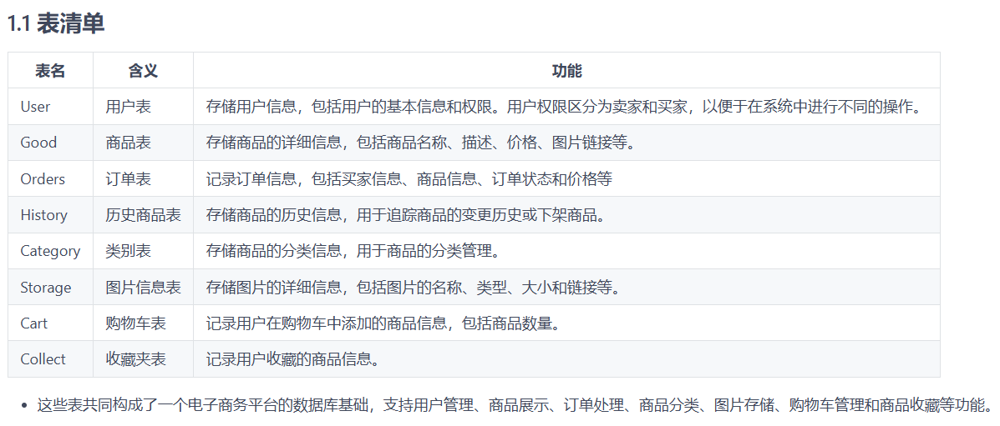 1.1 表清单
表名 含义 功能
User 用户表 存储用户信息，包括用户的基本信息和权限。用户权限区分为卖家和买家，以便于在系统中进行不同的操作。
Good 商品表 存储商品的详细信息，包括商品名称、描述、价格、图片链接等。
Orders 订单表 记录订单信息，包括买家信息、商品信息、订单状态和价格等
History 历史商品表 存储商品的历史信息，用于追踪商品的变更历史或下架商品。
Category 类别表 存储商品的分类信息，用于商品的分类管理。
Storage 图片信息表 存储图片的详细信息，包括图片的名称、类型、大小和链接等。
Cart 购物车表 记录用户在购物车中添加的商品信息，包括商品数量。
Collect 收藏夹表 记录用户收藏的商品信息。
• 这些表共同构成了一个电子商务平台的数据库基础，支持用户管理、商品展示、订单处理、商品分类、图片存储、购物车管理和商品收藏等功能。